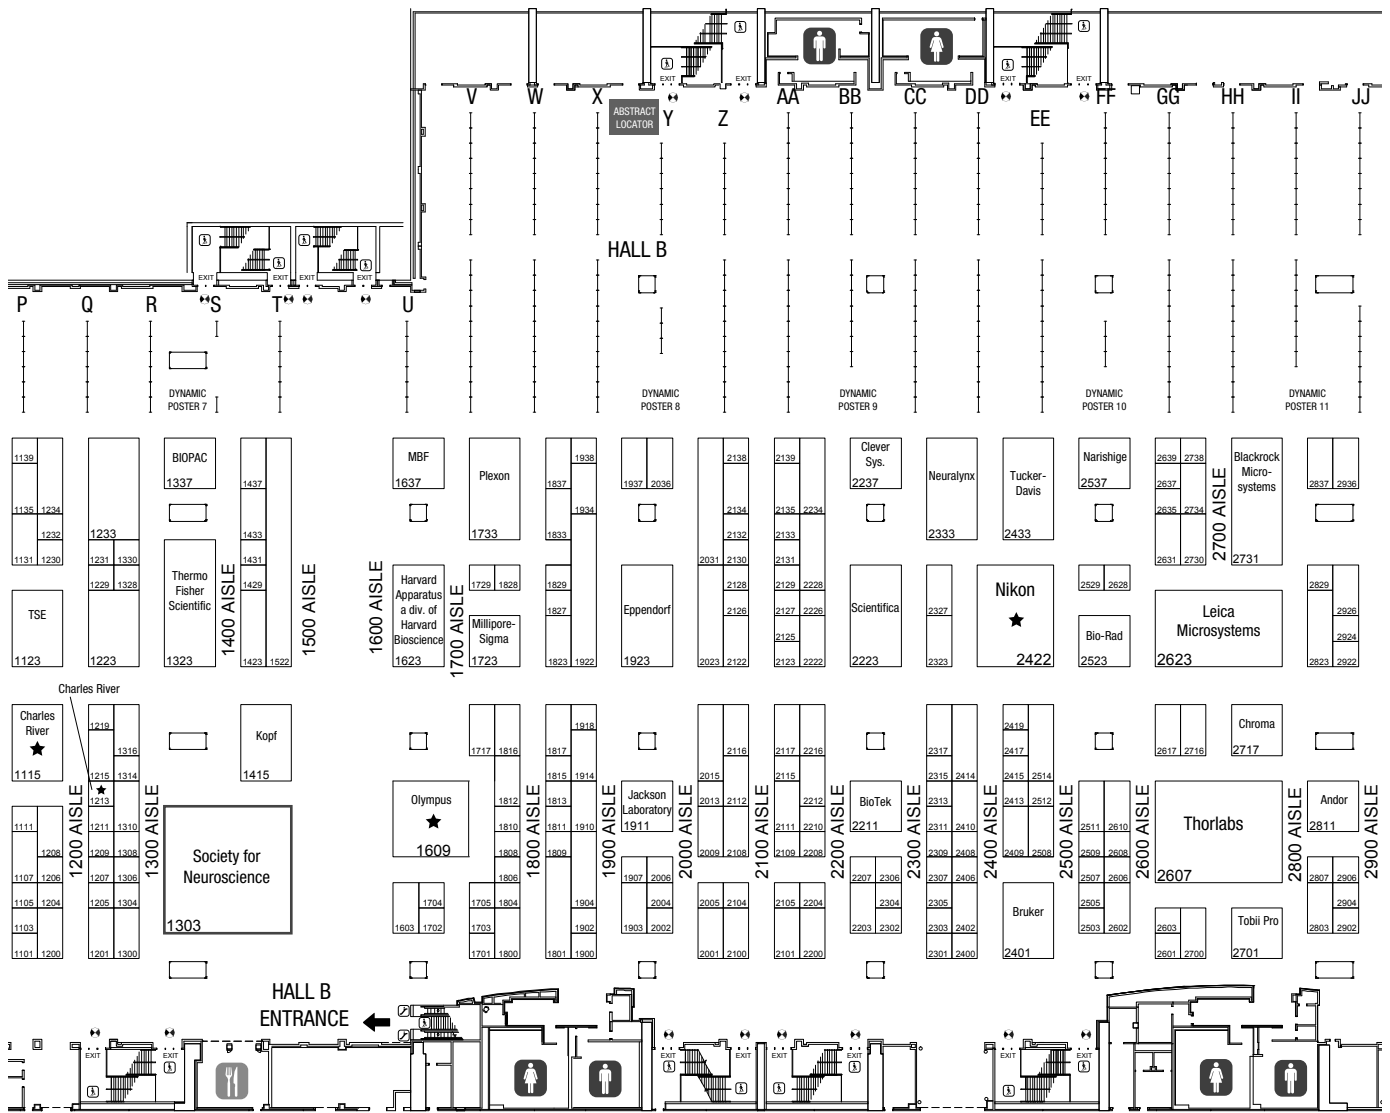 EXIT EXIT EXIT EXIT
V W X Y Z AA BB CC DD EE FF GG HH II JJ
ABSTRACT
LOCATOR
HALL B
EXIT EXIT EXIT EXIT
P Q R S T U
DYNAMIC
POSTER 7
DYNAMIC
POSTER 8
DYNAMIC
POSTER 9
DYNAMIC
POSTER 10
DYNAMIC
POSTER 11
1139
1135 1234
1232
1131 1230
TSE
1123
1233
1231 1330
1229 1328
1223
BIOPAC
1337
Thermo
Fisher
Scientific
1323
1400 AISLE
1437
1433
1431
1429
1423 1522
1500 AISLE
1600 AISLE
MBF
1637
Harvard
Apparatus
a div. of
Harvard
Bioscience
1623
1700 AISLE
Plexon
1733
1729 1828
Millipore-
Sigma
1723
1938
1837
1934
1833
1829
1827
1823 1922
1937 2036
Eppendorf
1923
2138
2134
2132
2031 2130
2128
2126
2023 2122
2139
2135 2234
2133
2131
2129 2228
2127 2226
2125
2123 2222
Clever
Sys.
2237
Scientifica
2223
Neuralynx
2333
2327
2323
Tucker-
Davis
2433
Nikon
2422
Narishige
2537
2529 2628
Bio-Rad
2523
2639 2738
2637
2635 2734
2631 2730
2700 AISLE
Blackrock
Micro-
systems
2731
Leica
Microsystems
2623
2837 2936
2829
2926
2924
2823 2922
Charles River
Charles
River
1115
1111
1208
1107 1206
1105 1204
1103
1101 1200
1200 AISLE
1219
1316
1215 1314
1213
1211 1310
1209 1308
1207 1306
1205 1304
1201 1300
1300 AISLE
Society for
Neuroscience
1303
Kopf
1415
Olympus
1609
1704
1603 1702
1717 1816
1812
1810
1808
1806
1705 1804
1703
1701 1800
1800 AISLE
1918
1817
1815 1914
1813
1811 1910
1809
1904
1902
1801 1900
1900 AISLE
Jackson
Laboratory
1911
1907 2006
2004
1903 2002
2000 AISLE
2116
2015
2013 2112
2009 2108
2005 2104
2001 2100
2100 AISLE
2117 2216
2115
2212
2111 2210
2109 2208
2105 2204
2101 2200
2200 AISLE
BioTek
2211
2207 2306
2304
2203 2302
2300 AISLE
2317
2315 2414
2313
2311 2410
2309 2408
2307 2406
2305
2303 2402
2301 2400
2400 AISLE
2419
2417
2415 2514
2413 2512
2409 2508
Bruker
2401
2500 AISLE
2511 2610
2509 2608
2507 2606
2505
2503 2602
2600 AISLE
2617 2716
Chroma
2717
Thorlabs
2607
2603
2601 2700
Tobii Pro
2701
2800 AISLE
Andor
2811
2807 2906
2904
2803 2902
2900 AISLE
HALL B
ENTRANCE
EXIT EXIT EXIT EXIT EXIT EXIT EXIT EXIT